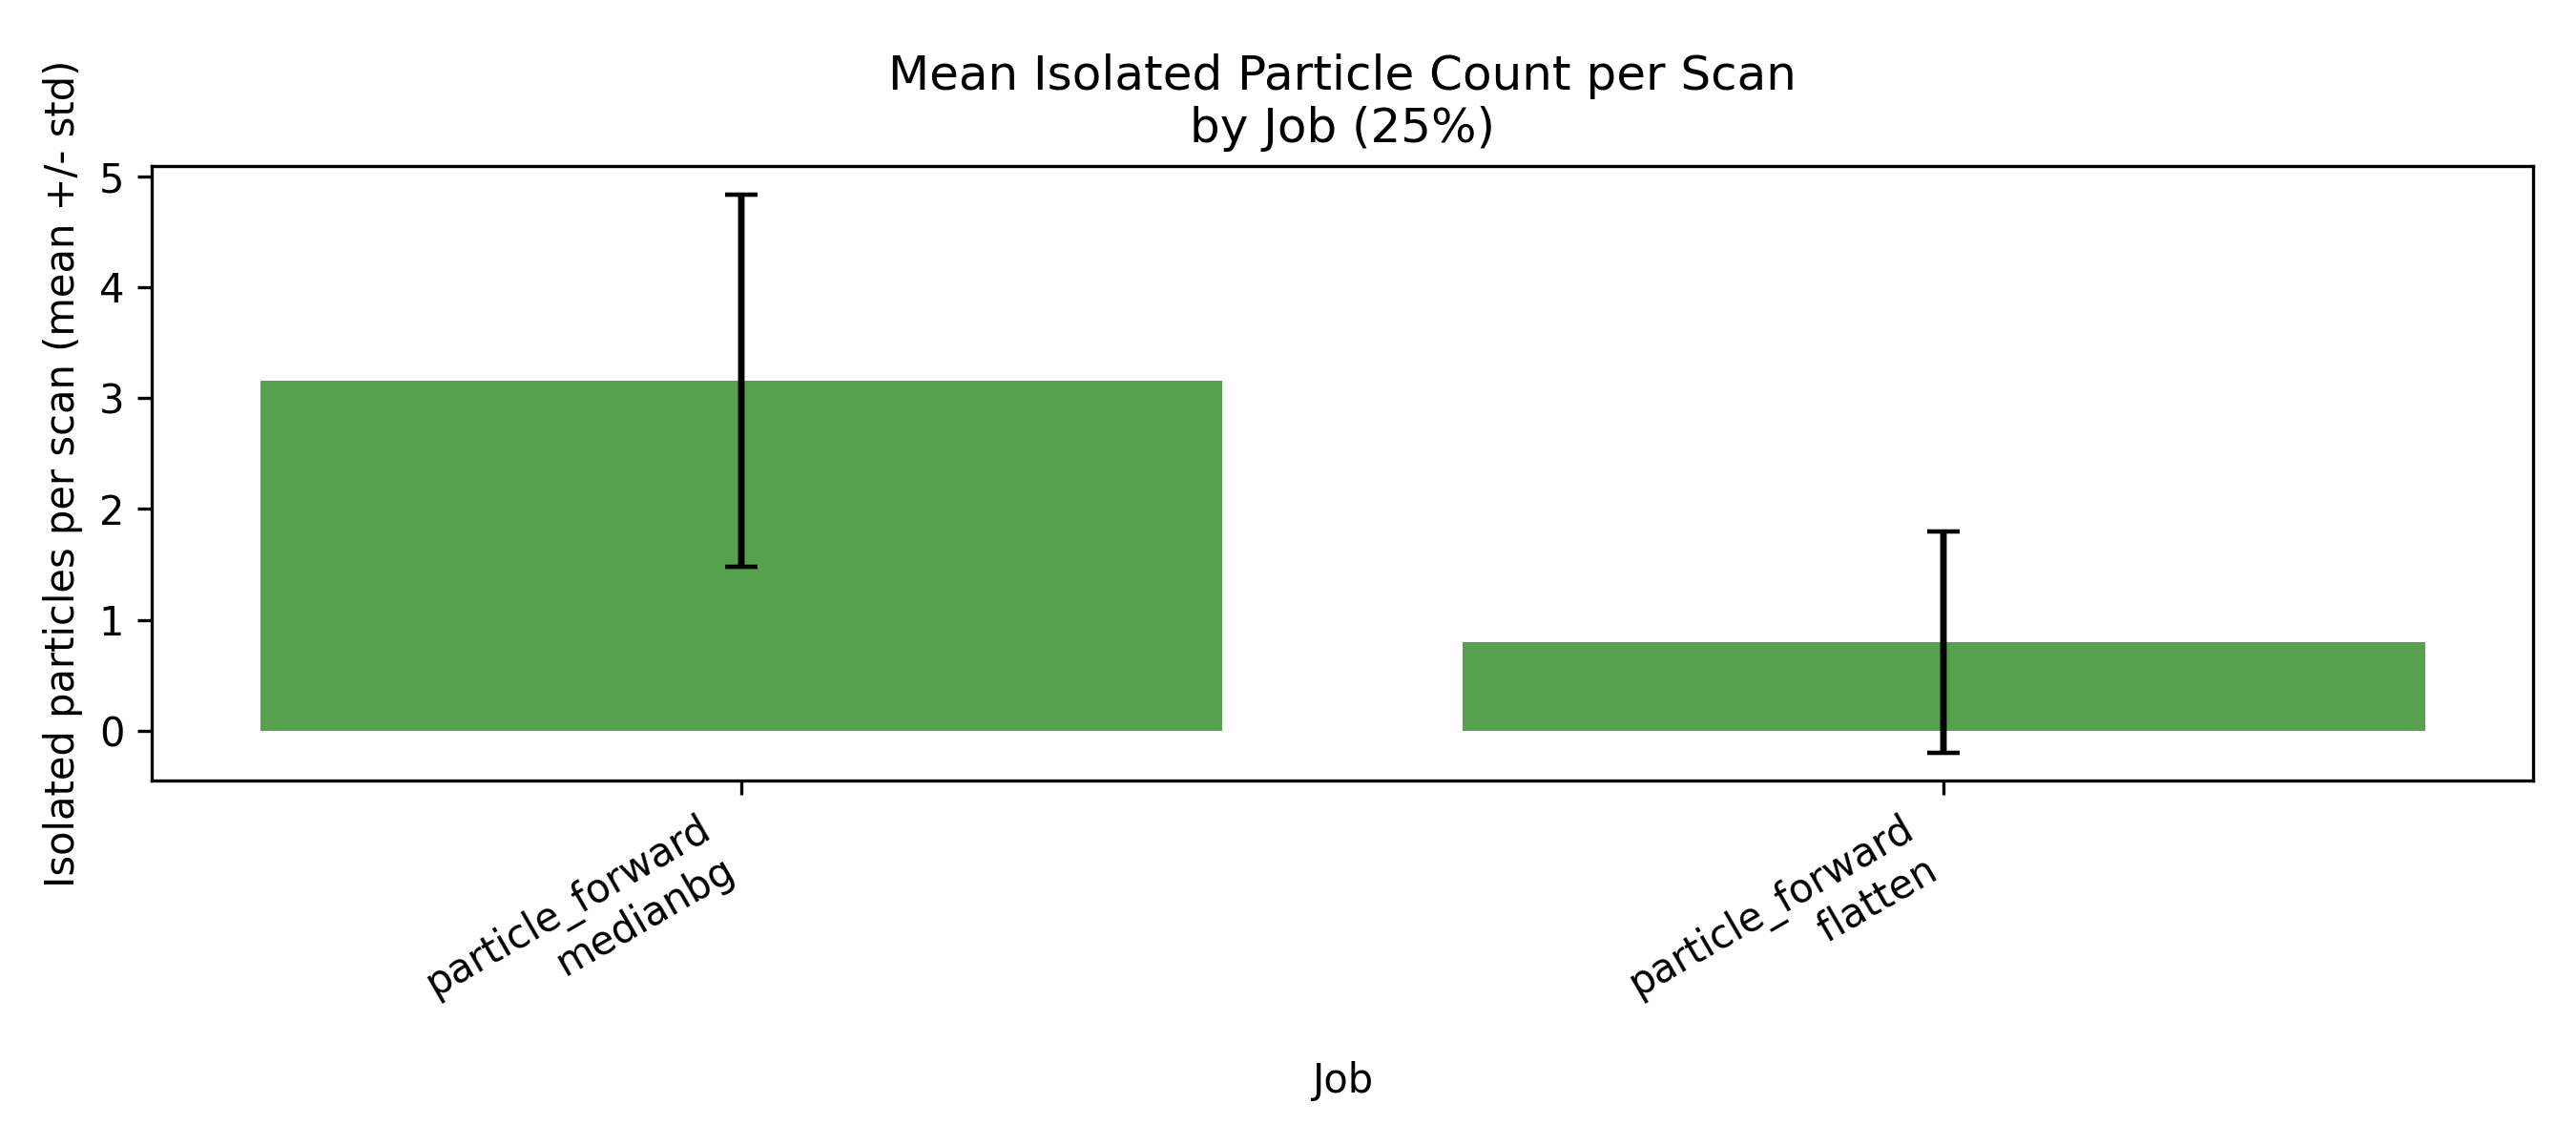 Mean Isolated Particle Count per Scan
by Job (25%)
Isolated particles per scan (mean +/- std)
5
4
3
2
1
0
particle_forward
medianbg
particle_forward
flatten
Job